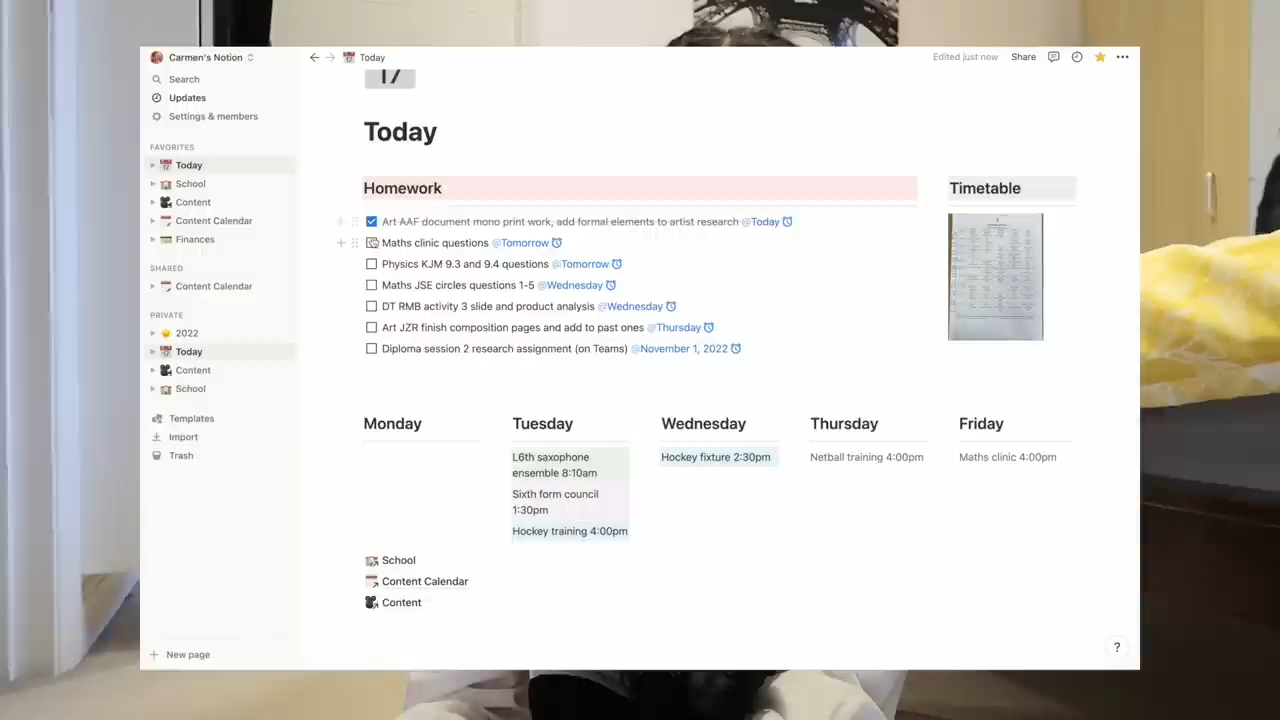 Carmen's Notion
Search
Updates
Settings & members
FAVORITES
Today
School
Content
Content Calendar
Finances
SHARED
Content Calendar
PRIVATE
2022
Today
Content
School
Templates
Import
Trash
New page
Today
Edited just now
Share
17
Today
Homework
Art AAF document mono print work, add formal elements to artist research @Today
Maths clinic questions @Tomorrow
Physics KJM 9.3 and 9.4 questions @Tomorrow
Maths JSE circles questions 1-5 @Wednesday
DT RMB activity 3 slide and product analysis @Wednesday
Art JZR finish composition pages and add to past ones @Thursday
Diploma session 2 research assignment (on Teams) @November 1, 2022
Timetable
Monday
Tuesday
L6th saxophone
ensemble 8:10am
Sixth form council
1:30pm
Hockey training 4:00pm
Wednesday
Hockey fixture 2:30pm
Thursday
Netball training 4:00pm
Friday
Maths clinic 4:00pm
School
Content Calendar
Content
?